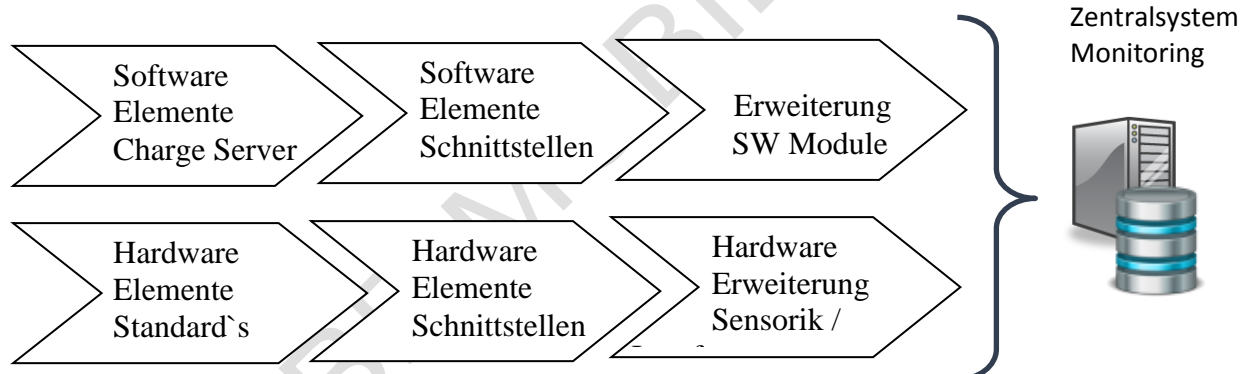 Zentralsystem
Monitoring
Software
Elemente
Charge Server
Software
Elemente
Schnittstellen
Erweiterung
SW Module
Hardware
Elemente
Standard`s
Hardware
Elemente
Schnittstellen
Hardware
Erweiterung
Sensorik /